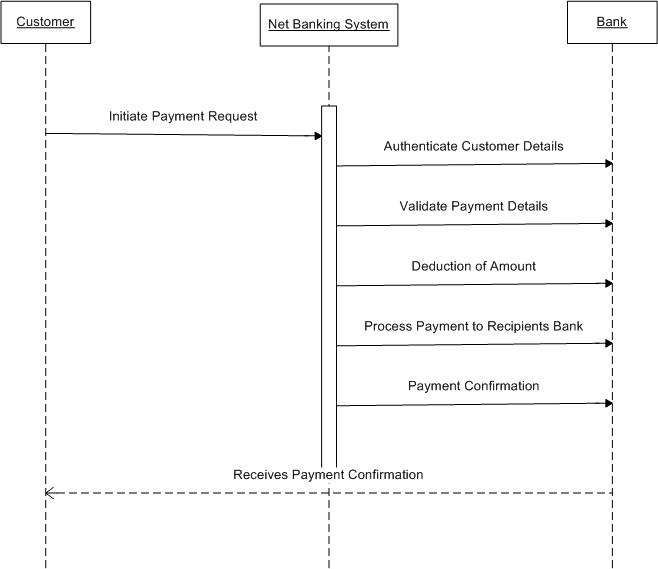 Customer
Net Banking System
Bank
Initiate Payment Request
Authenticate Customer Details
Validate Payment Details
Deduction of Amount
Process Payment to Recipients Bank
Payment Confirmation
Receives Payment Confirmation